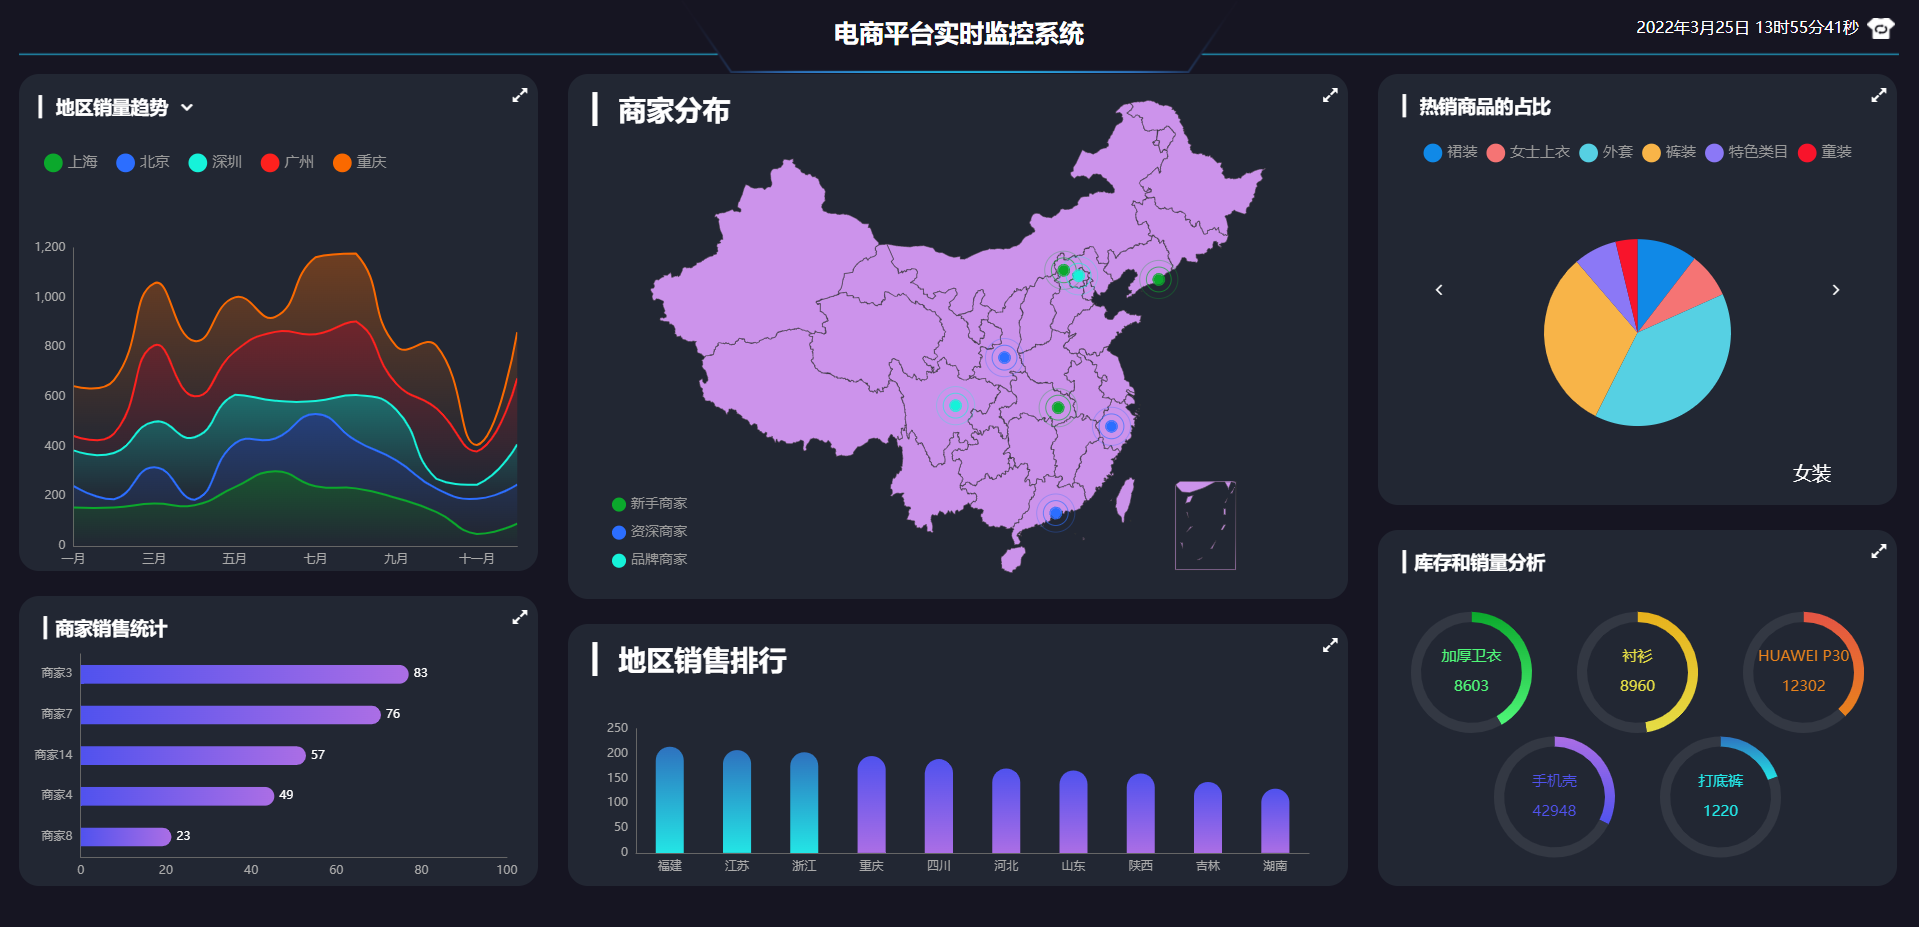 电商平台实时监控系统
2022年3月25日 13时55分41秒
地区销量趋势
上海 北京 深圳 广州 重庆
1,200
1,000
800
600
400
200
0
一月 三月 五月 七月 九月 十一月
商家销售统计
商家3 83
商家7 76
商家14 57
商家4 49
商家8 23
0 20 40 60 80 100
商家分布
新手商家
资深商家
品牌商家
地区销售排行
250
200
150
100
50
0
福建 江苏 浙江 重庆 四川 河北 山东 陕西 吉林 湖南
热销商品的占比
裙装 女士上衣 外套 裤装 特色类目 童装
女装
库存和销量分析
加厚卫衣
8603
衬衫
8960
HUAWEI P30
12302
手机壳
42948
打底裤
1220